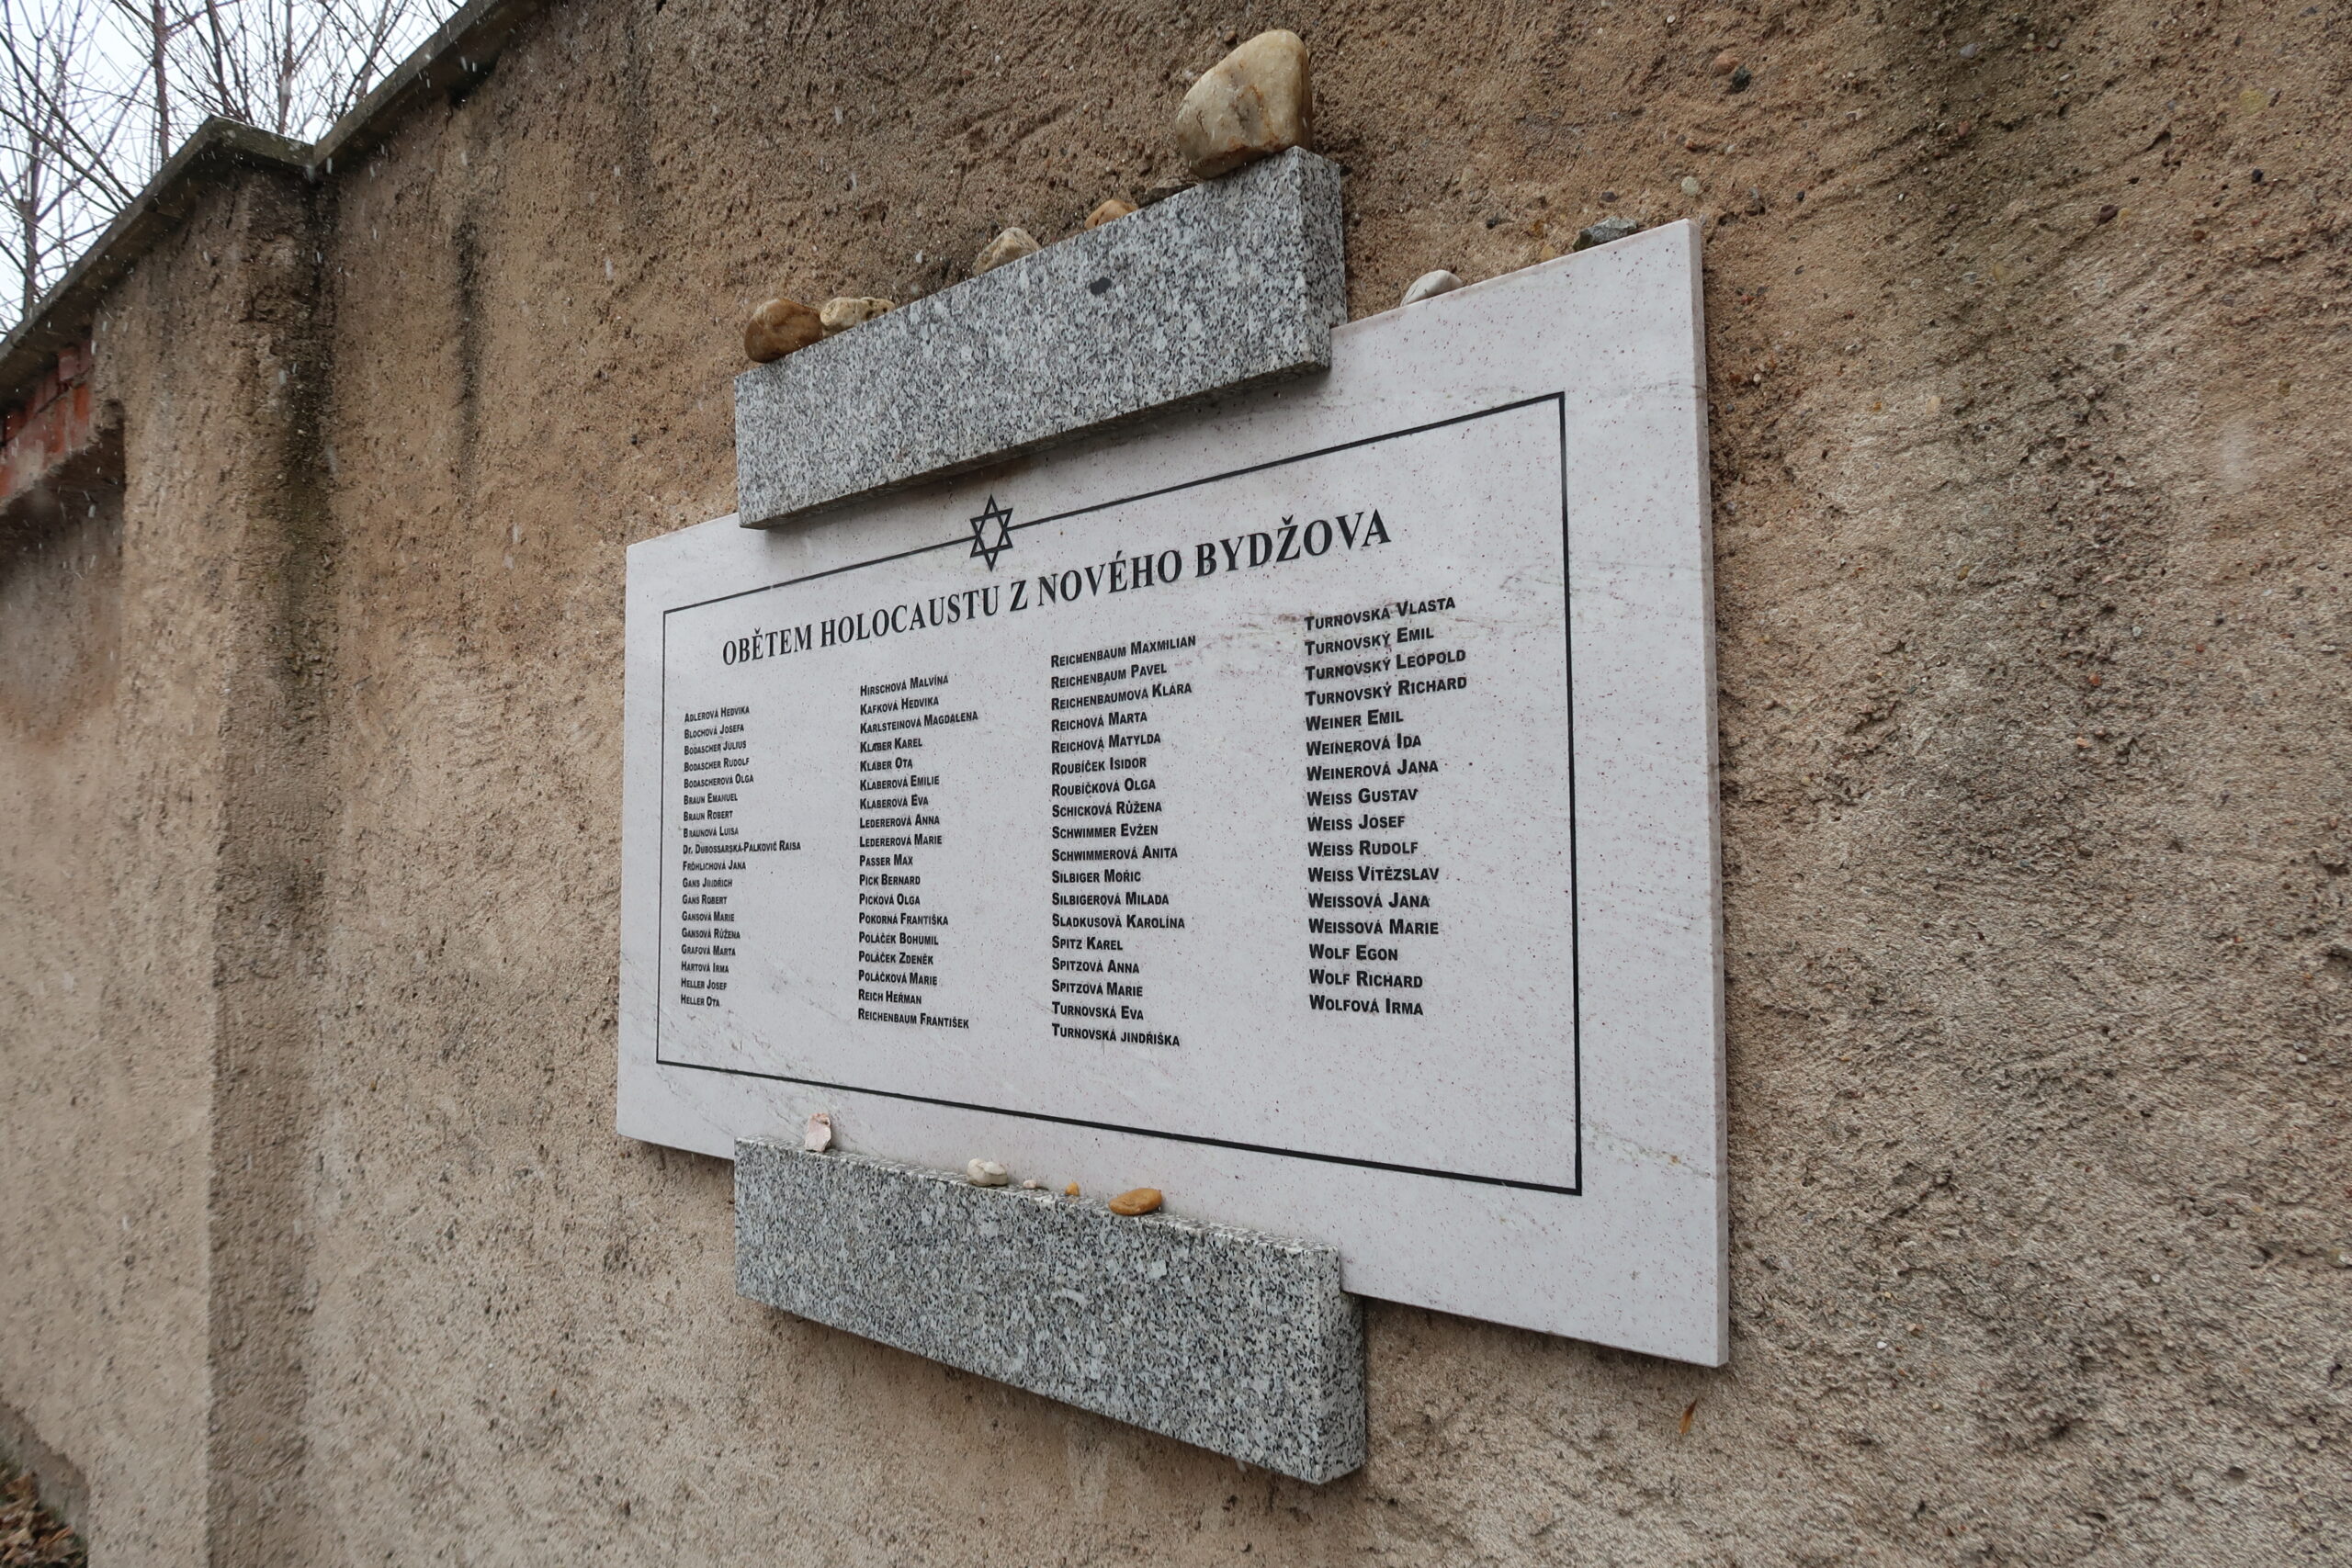 OBĚTEM HOLOCAUSTU Z NOVÉHO BYDŽOVA
ADLEROVÁ HEDVIKA
BLOCHOVÁ JOSEFA
BODASCHER JULIUS
BODASCHER RUDOLF
BODASCHEROVÁ OLGA
BRAUN EMANUEL
BRAUN ROBERT
BRAUNOVÁ LUISA
DR. DUBOSSARSKÁ-PALKOVIČ RAISA
FRÖHLICHOVÁ JANA
GANS JINDŘICH
GANS ROBERT
GANSOVÁ MARIE
GANSOVÁ RŮŽENA
GRAFOVÁ MARTA
HARTOVÁ IRMA
HELLER JOSEF
HELLER OTA
HIRSCHOVÁ MALVÍNA
KAFKOVÁ HEDVIKA
KARLSTEINOVÁ MAGDALENA
KLABER KAREL
KLABER OTA
KLABEROVÁ EMILIE
KLABEROVÁ EVA
LEDEREROVÁ ANNA
LEDEREROVÁ MARIE
PASSER MAX
PICK BERNARD
PICKOVÁ OLGA
POKORNÁ FRANTIŠKA
POLÁČEK BOHUMIL
POLÁČEK ZDENĚK
POLÁČKOVÁ MARIE
REICH HEŘMAN
REICHENBAUM FRANTIŠEK
REICHENBAUM MAXMILIAN
REICHENBAUM PAVEL
REICHENBAUMOVÁ KLÁRA
REICHOVÁ MARTA
REICHOVÁ MATYLDA
ROUBÍČEK ISIDOR
ROUBÍČKOVÁ OLGA
SCHICKOVÁ RŮŽENA
SCHWIMMER EVŽEN
SCHWIMMEROVÁ ANITA
SILBIGER MOŘIC
SILBIGEROVÁ MILADA
SLADKUSOVÁ KAROLÍNA
SPITZ KAREL
SPITZOVÁ ANNA
SPITZOVÁ MARIE
TURNOVSKÁ EVA
TURNOVSKÁ JINDŘIŠKA
TURNOVSKÁ VLASTA
TURNOVSKÝ EMIL
TURNOVSKÝ LEOPOLD
TURNOVSKÝ RICHARD
WEINER EMIL
WEINEROVÁ IDA
WEINEROVÁ JANA
WEISS GUSTAV
WEISS JOSEF
WEISS RUDOLF
WEISS VÍTĚZSLAV
WEISSOVÁ JANA
WEISSOVÁ MARIE
WOLF EGON
WOLF RICHARD
WOLFOVÁ IRMA